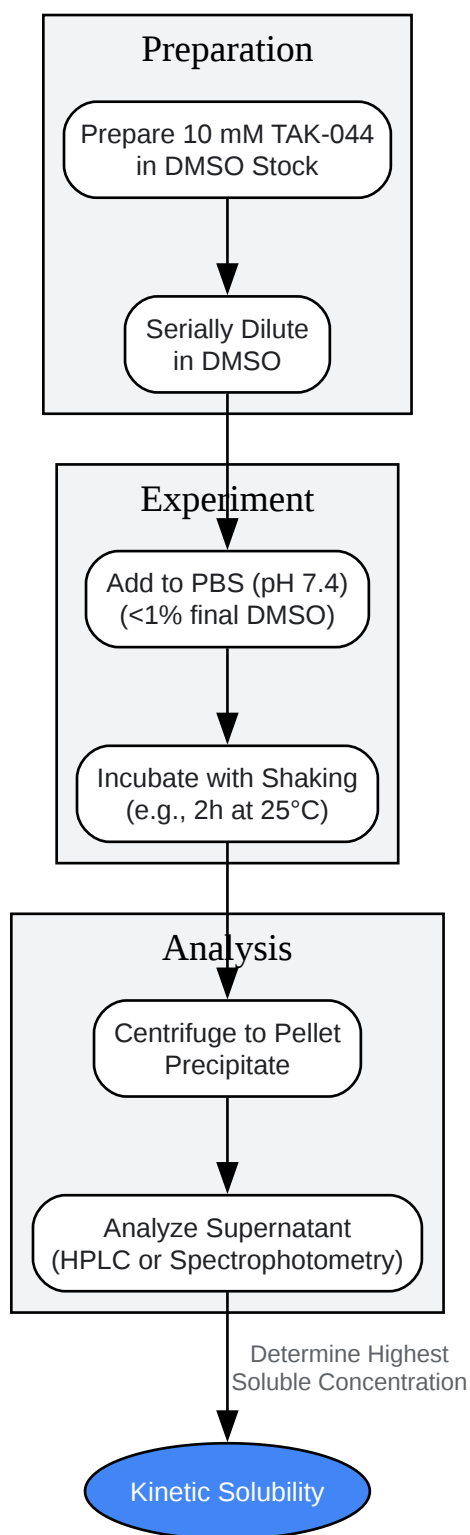 Preparation
Prepare 10 mM TAK-044
in DMSO Stock
Serially Dilute
in DMSO
Experiment
Add to PBS (pH 7.4)
(<1% final DMSO)
Incubate with Shaking
(e.g., 2h at 25°C)
Analysis
Centrifuge to Pellet
Precipitate
Analyze Supernatant
(HPLC or Spectrophotometry)
Determine Highest
Soluble Concentration
Kinetic Solubility